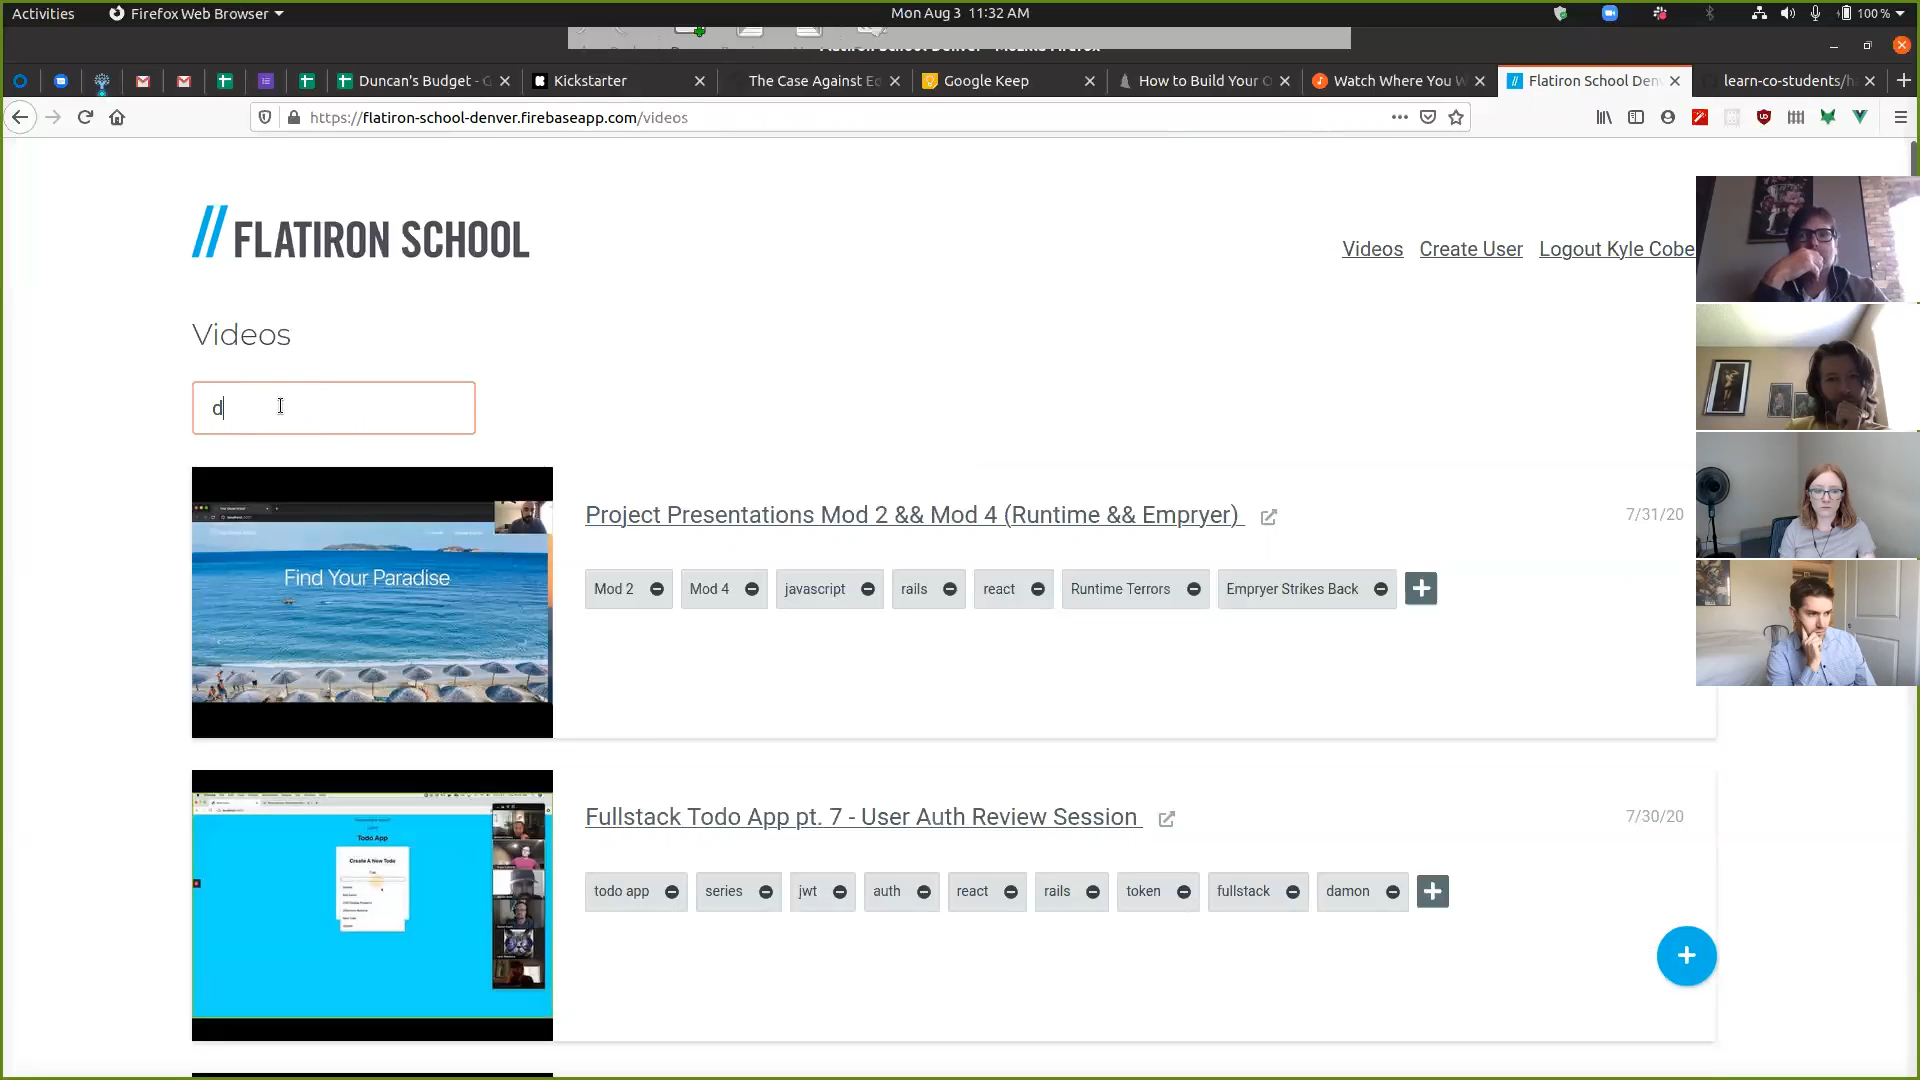 Activities
Firefox Web Browser
Mon Aug 3 11:32 AM
100 %
Duncan's Budget - G
Kickstarter
The Case Against Ed
Google Keep
How to Build Your O
Watch Where You W
Flatiron School Den
learn-co-students/
https://flatiron-school-denver.firebaseapp.com/videos
FLATIRON SCHOOL
Videos
Create User
Logout Kyle Cobe
Videos
d
Project Presentations Mod 2 && Mod 4 (Runtime && Empryer)
7/31/20
Find Your Paradise
Mod 2
Mod 4
javascript
rails
react
Runtime Terrors
Empryer Strikes Back
Fullstack Todo App pt. 7 - User Auth Review Session
7/30/20
Todo App
Create A New Todo
todo app
series
jwt
auth
react
rails
token
fullstack
damon